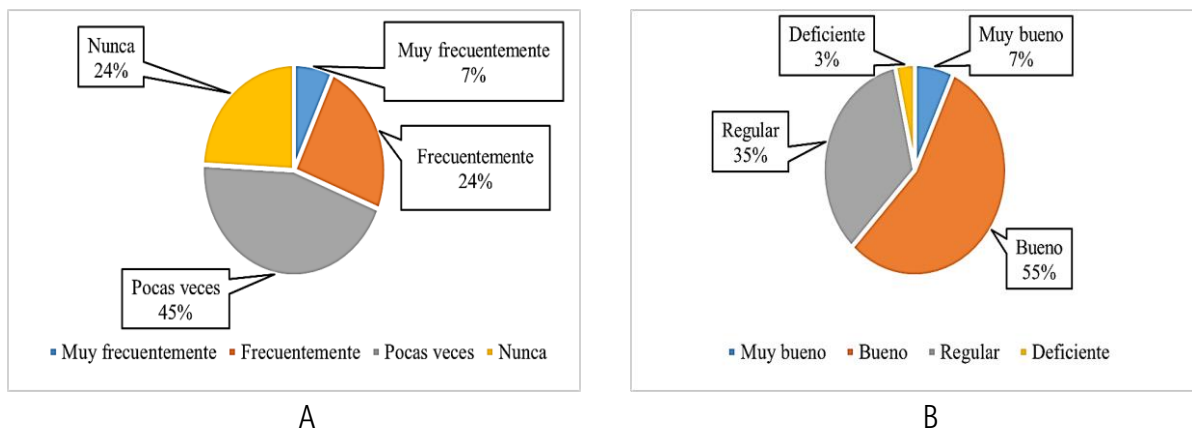 Nunca
24%
Muy frecuentemente
7%
Frecuentemente
24%
Pocas veces
45%
Muy frecuentemente Frecuentemente Pocas veces Nunca
A
Deficiente
3%
Muy bueno
7%
Regular
35%
Bueno
55%
Muy bueno Bueno Regular Deficiente
B